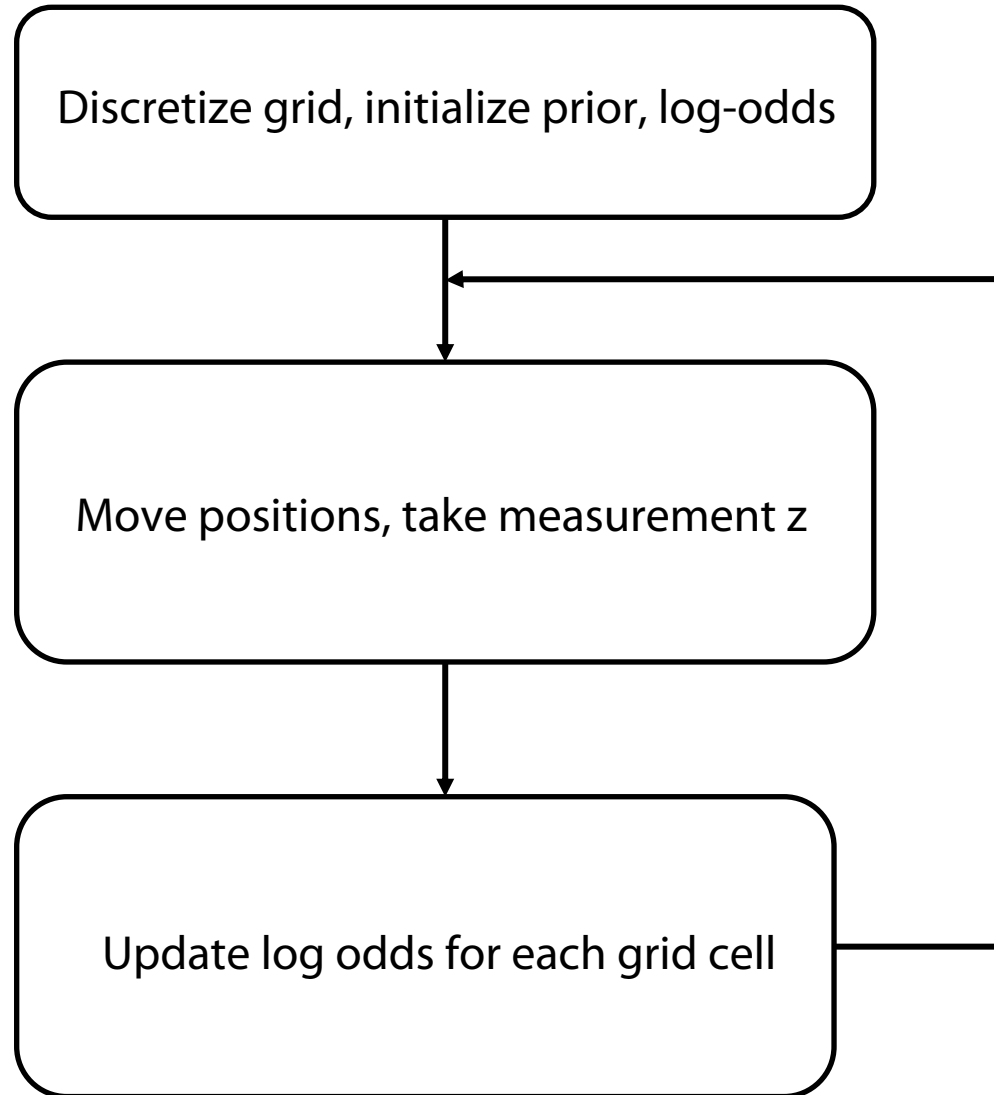 Discretize grid, initialize prior, log-odds
Move positions, take measurement z
Update log odds for each grid cell